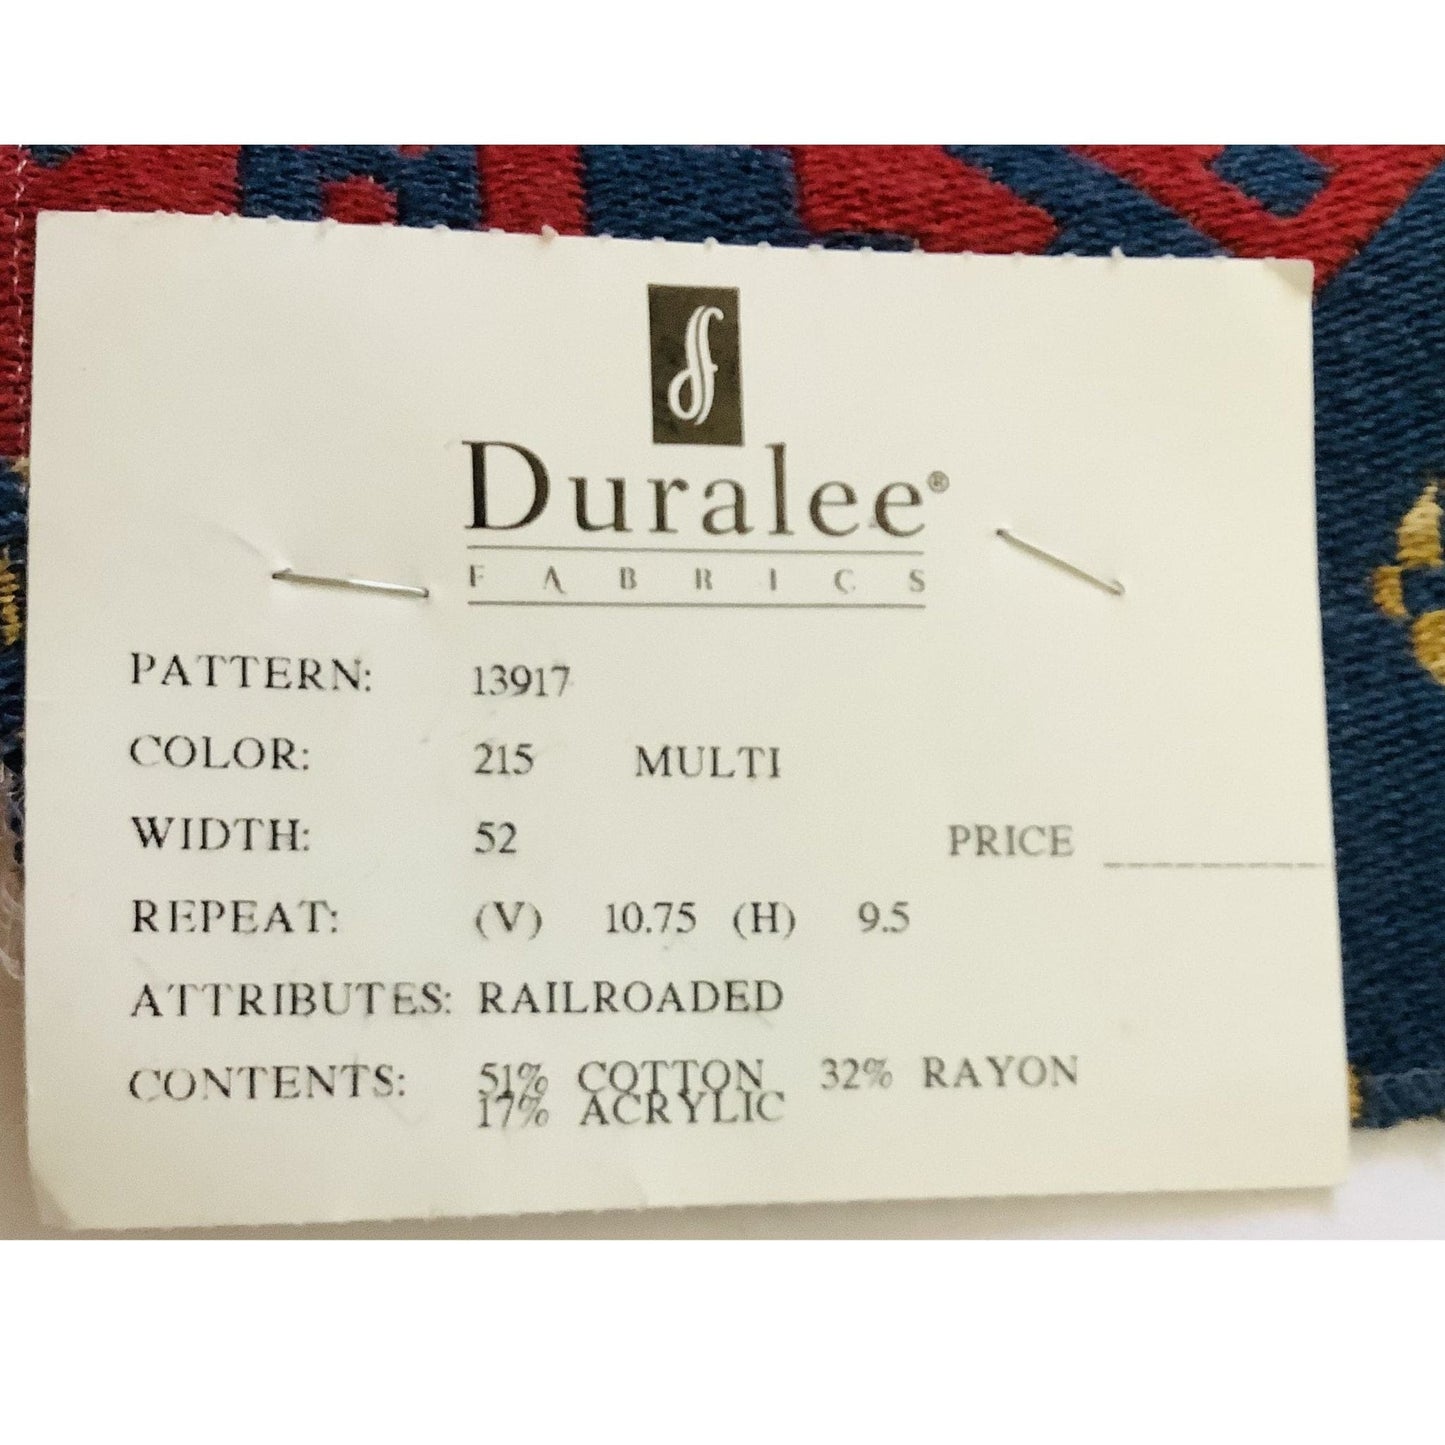 Duralee®
FABRICS
PATTERN: 13917
COLOR: 215 MULTI
WIDTH: 52 PRICE
REPEAT: (V) 10.75 (H) 9.5
ATTRIBUTES: RAILROADED
CONTENTS: 51% COTTON 32% RAYON
17% ACRYLIC